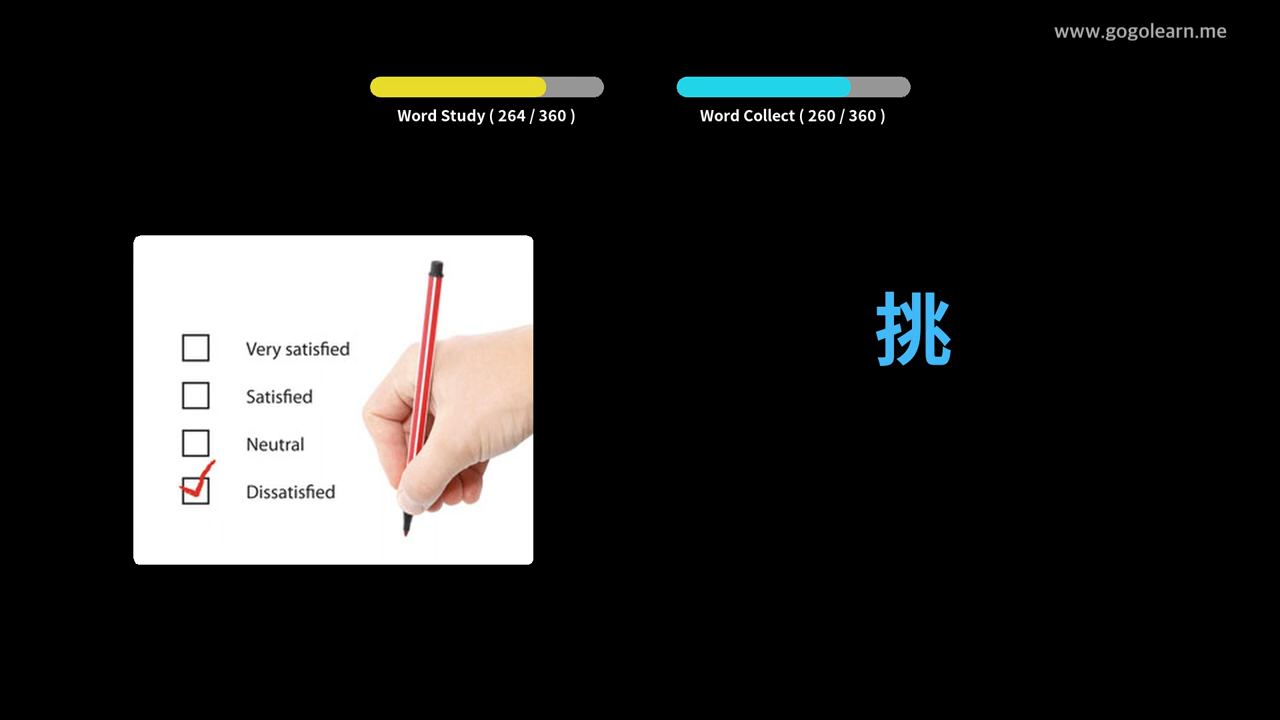 www.gogolearn.me
Word Study ( 264 / 360 )
Word Collect ( 260 / 360 )
Very satisfied
Satisfied
Neutral
Dissatisfied
挑